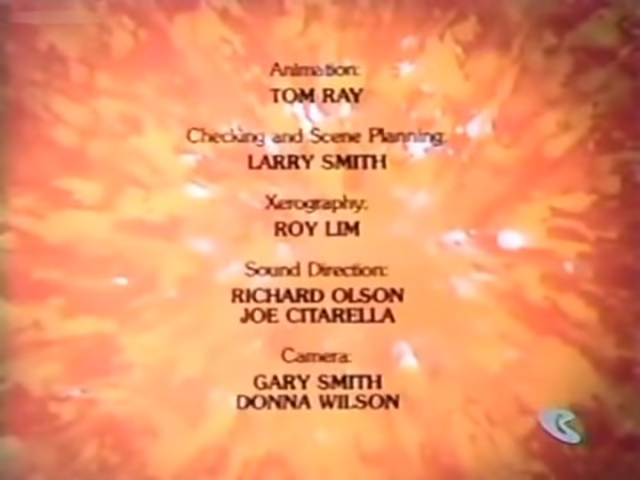 Animation:
TOM RAY
Checking and Scene Planning:
LARRY SMITH
Xerography:
ROY LIM
Sound Direction:
RICHARD OLSON
JOE CITARELLA
Camera:
GARY SMITH
DONNA WILSON